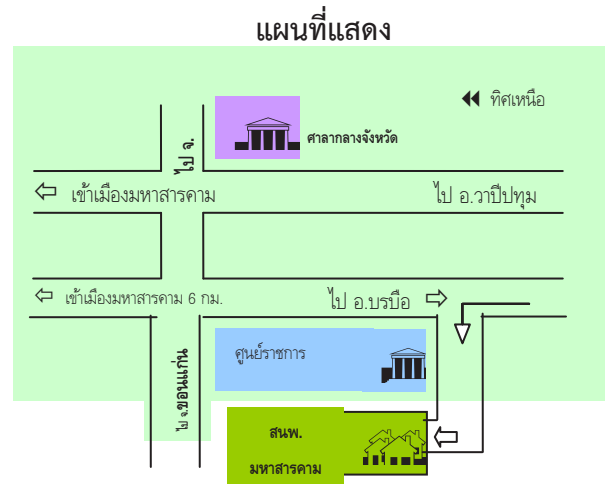 แผนที่แสดง
ทิศเหนือ
ศาลากลางจังหวัด
ไป จ.
เข้าเมืองมหาสารคาม
ไป อ.วาปีปทุม
เข้าเมืองมหาสารคาม 6 กม.
ไป อ.บรบือ
ศูนย์ราชการ
ไป จ.ขอนแก่น
สนพ.
มหาสารคาม